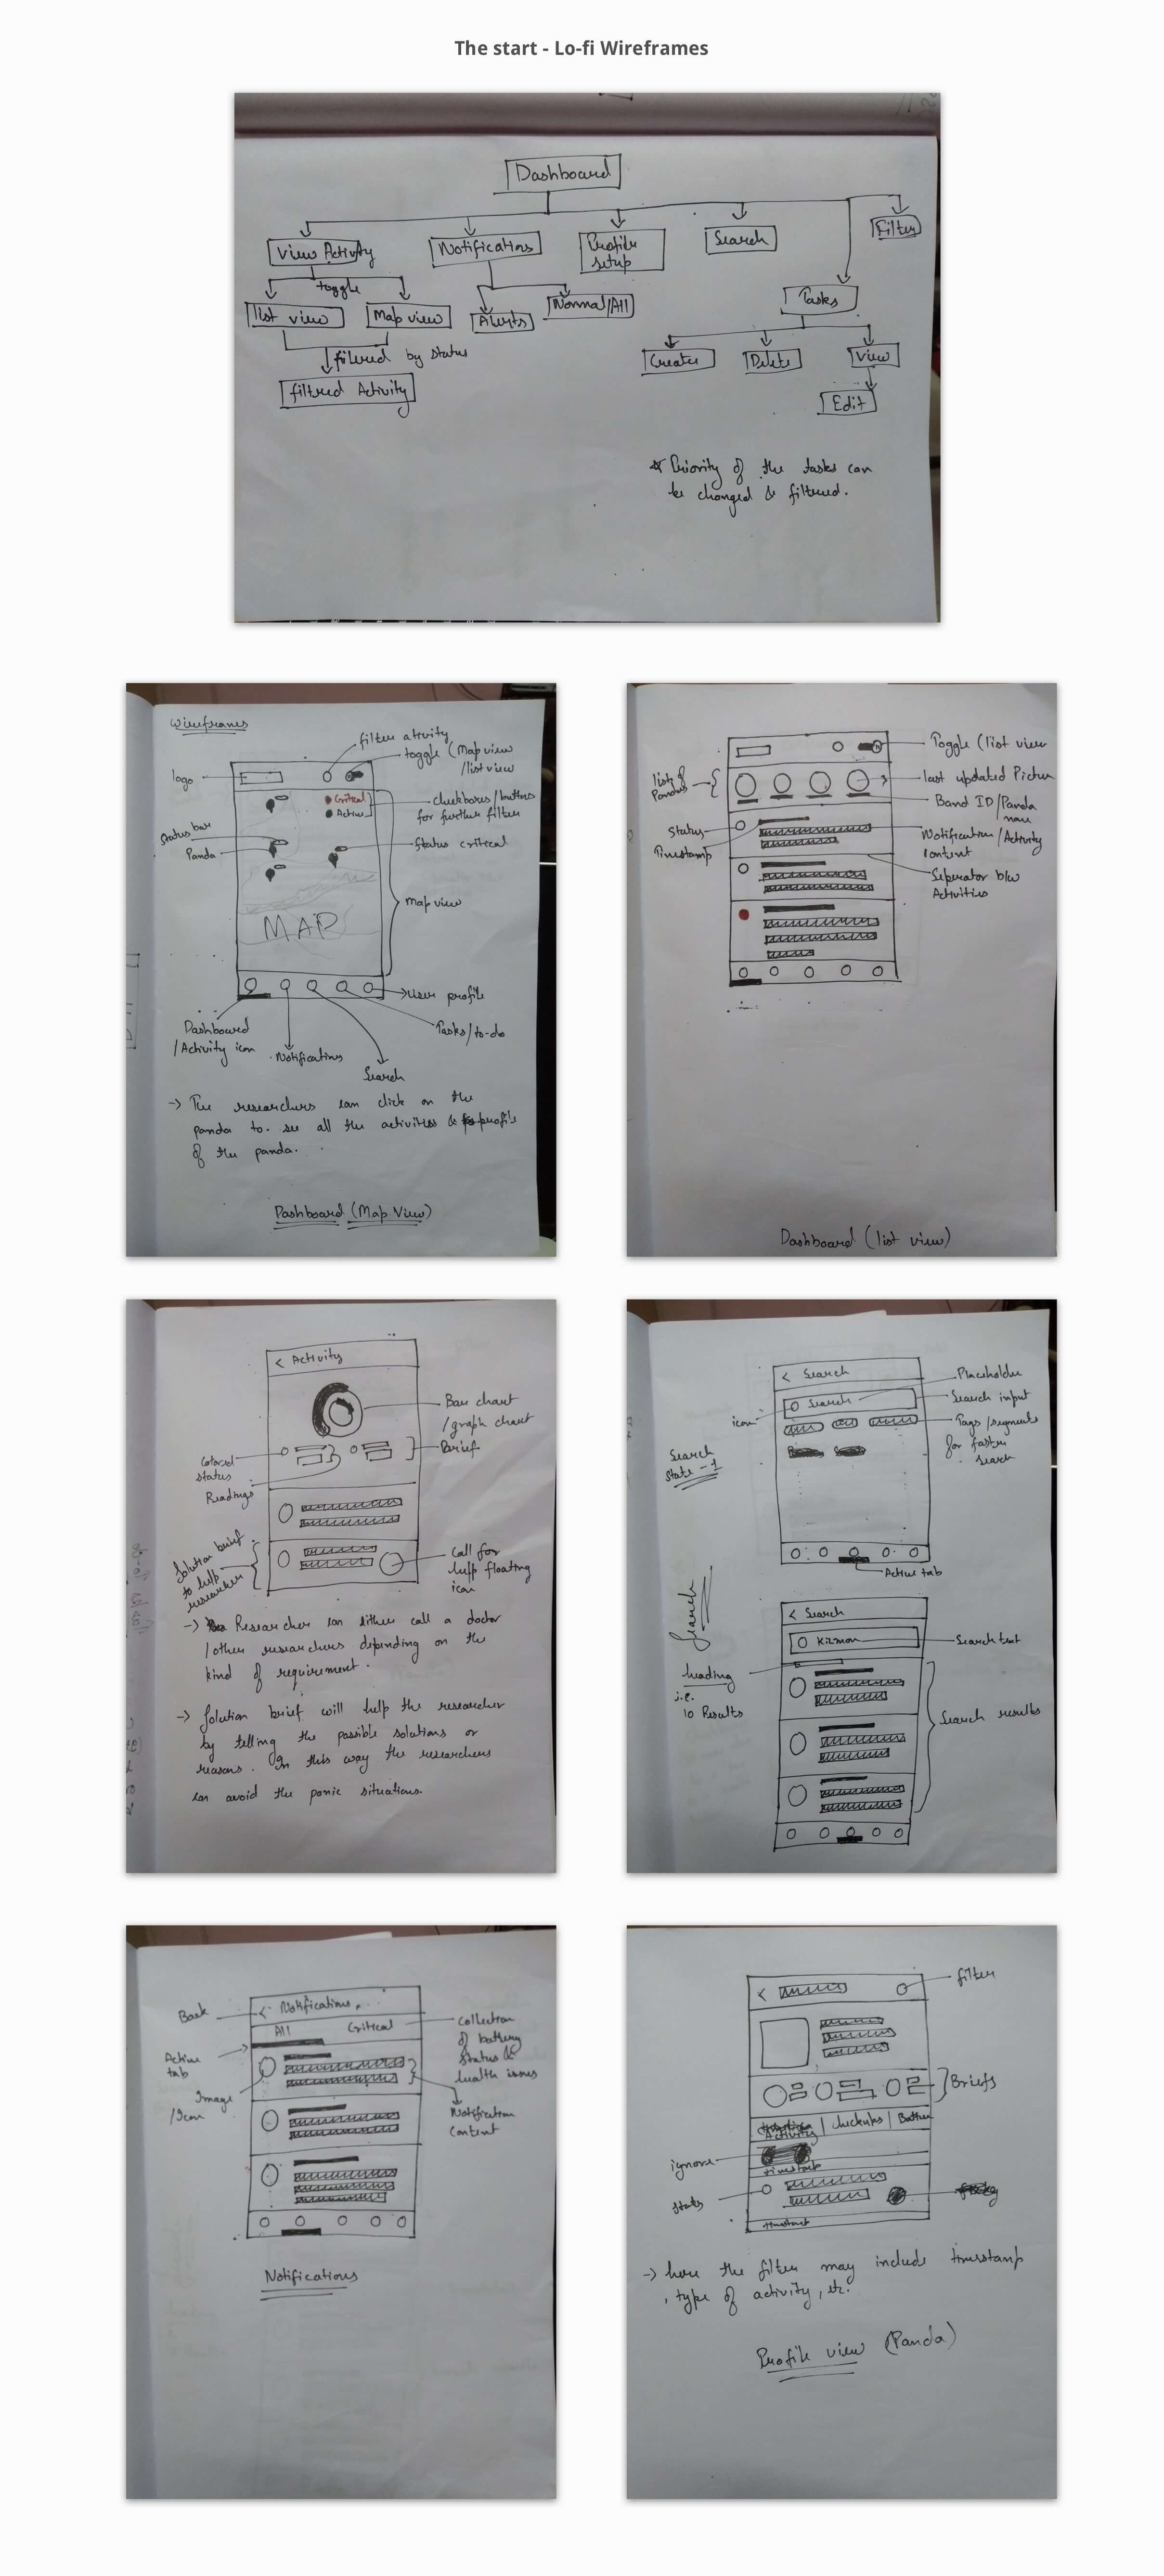 The start - Lo-fi Wireframes
Dashboard
View Activity
Notifications
Profile
setup
Search
Filter
toggle
list view
Map view
Alerts
Normal/All
Tasks
filtered by status
filtred Activity
Create
Delete
View
Edit
* Priority of the tasks can
be changed & filtered.
Wireframes
filter ativity
toggle (Map view
/list view
logo
Critical
Active
checkboxes/buttons
for further filter
Status bar
Panda
Status critical
map view
MAP
User profile
Dashboard
/Activity icon
Notifications
Tasks/to-do
Search
-> The researchers can click on the
panda to see all the activities & profile
of the panda.
Dashboard (Map View)
Toggle (list view
list of
Pandas
last updated Picture
Band ID/Panda
name
Status
Timestamp
Notification/Activity
content
Seperator b/w
Activities
Dashboard (list view)
< Activity
Bar chart
/graph chart
Brief
Colored
status
Readings
Solution brief
to help
researcher
Call for
help floating
icon
-> Researcher can either call a doctor
/other researchers depending on the
kind of requirement.
-> Solution brief will help the researcher
by telling the possible solutions or
reasons. In this way the researchers
can avoid the panic situations.
< Search
Placeholder
Search
Search input
icon
Tags/segments
for faster
search
Search
State-1
Active tab
Search
< Search
Search text
heading
i.e.
10 Results
Search results
Back
< Notifications
All
Critical
Collection
of battery
status &
health issues
Active
tab
Image
/Icon
Notification
Content
Notifications
filter
<
Briefs
Activity | Checkups |
ignore
timestamp
status
-> here the filter may include timestamp
, type of activity, etc.
Profile view (Panda)